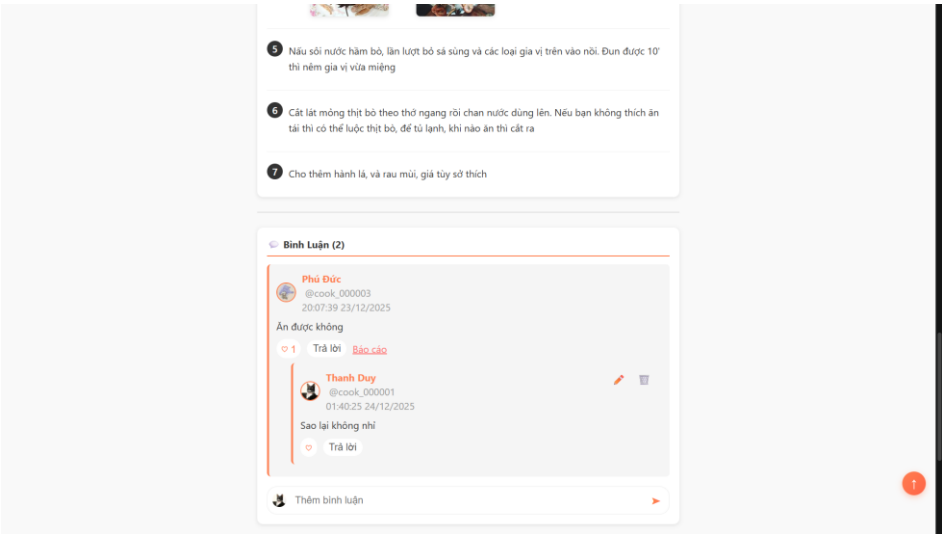 5 Nấu sôi nước hầm bò, lần lượt bỏ sá sùng và các loại gia vị trên vào nồi. Đun được 10'
thì nêm gia vị vừa miệng
6 Cắt lát mỏng thịt bò theo thớ ngang rồi chan nước dùng lên. Nếu bạn không thích ăn
tái thì có thể luộc thịt bò, để tủ lạnh, khi nào ăn thì cắt ra
7 Cho thêm hành lá, và rau mùi, giá tùy sở thích
Bình Luận (2)
Phú Đức
@cook_000003
20:07:39 23/12/2025
Ăn được không
1 Trả lời Báo cáo
Thanh Duy
@cook_000001
01:40:25 24/12/2025
Sao lại không nhỉ
Trả lời
Thêm bình luận